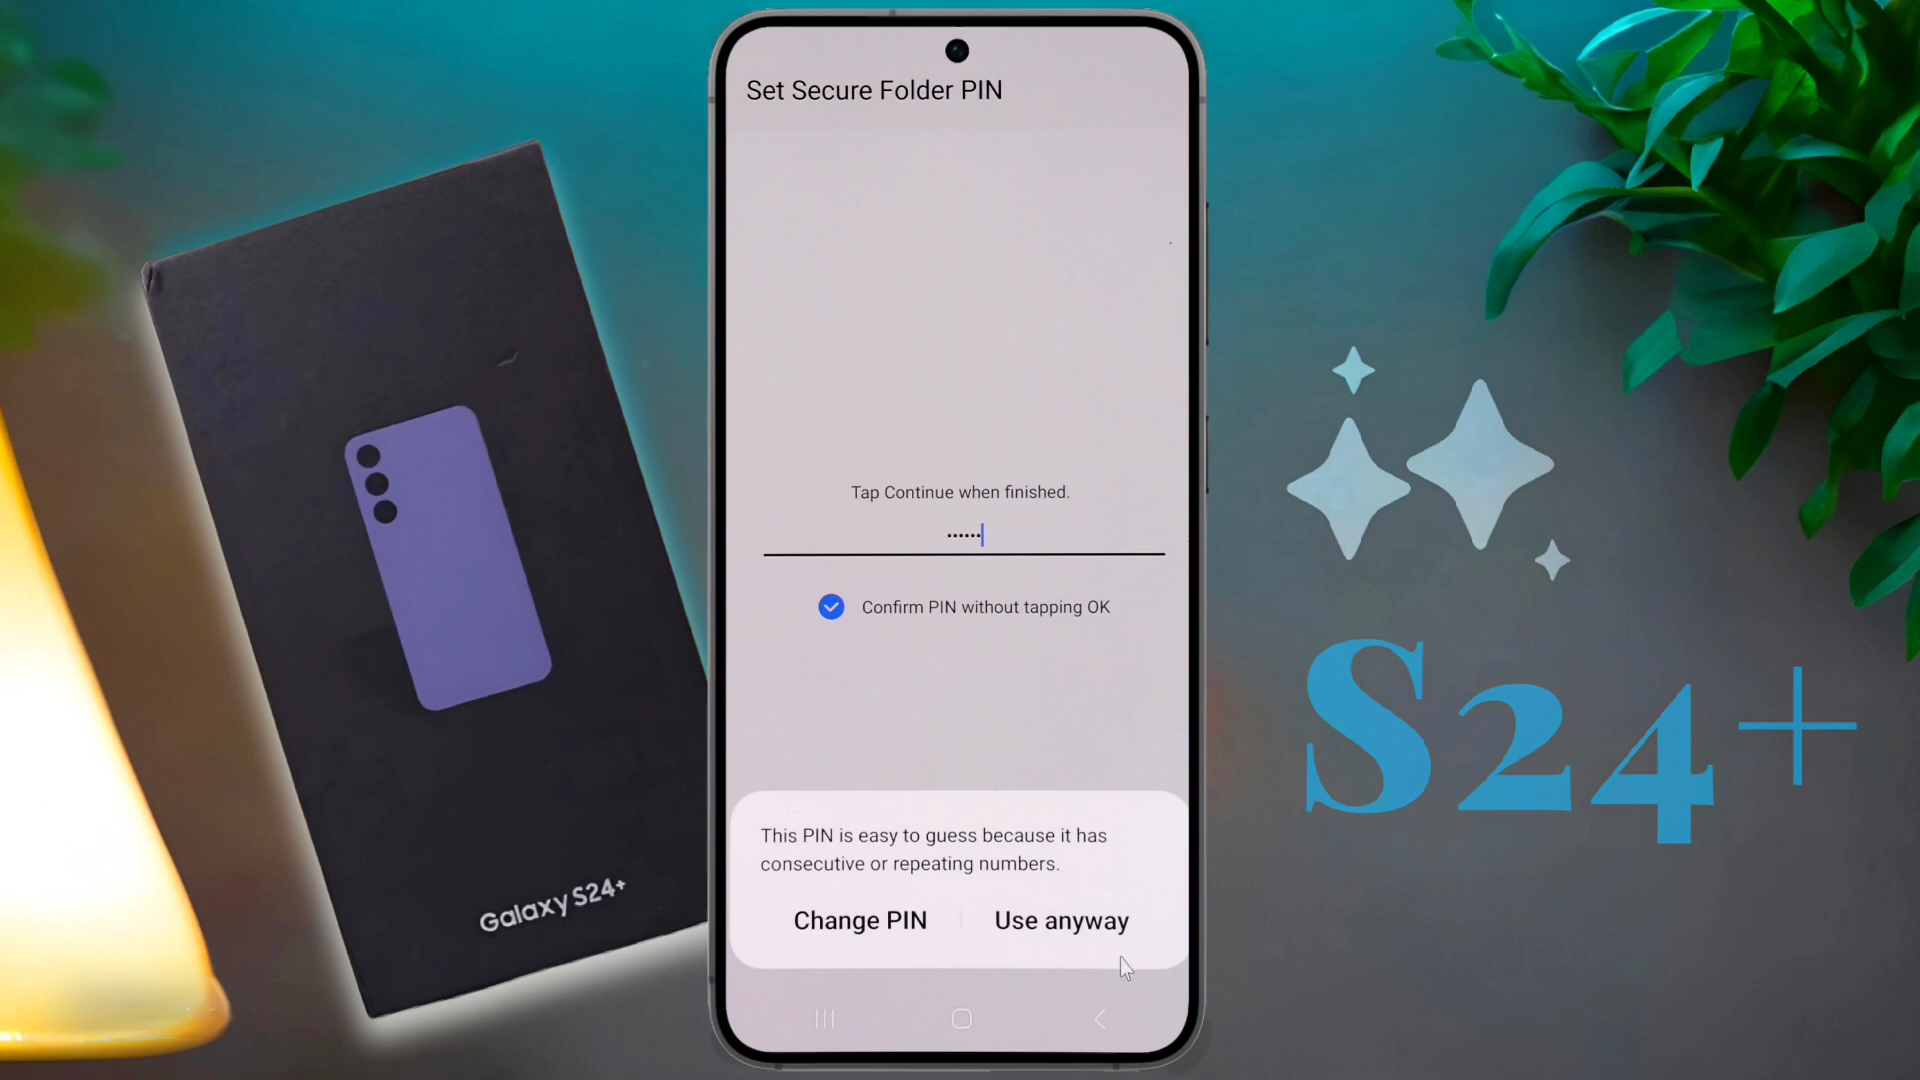 Set Secure Folder PIN
Tap Continue when finished.
Confirm PIN without tapping OK
This PIN is easy to guess because it has
consecutive or repeating numbers.
Change PIN
Use anyway
Galaxy S24+
S24+